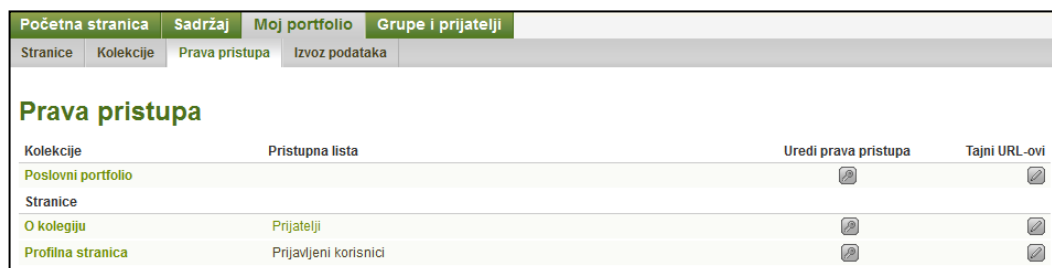 Početna stranica Sadržaj Moj portfolio Grupe i prijatelji
Stranice Kolekcije Prava pristupa Izvoz podataka
Prava pristupa
Kolekcije Pristupna lista Uredi prava pristupa Tajni URL-ovi
Poslovni portfolio
Stranice
O kolegiju Prijatelji
Profilna stranica Prijavljeni korisnici